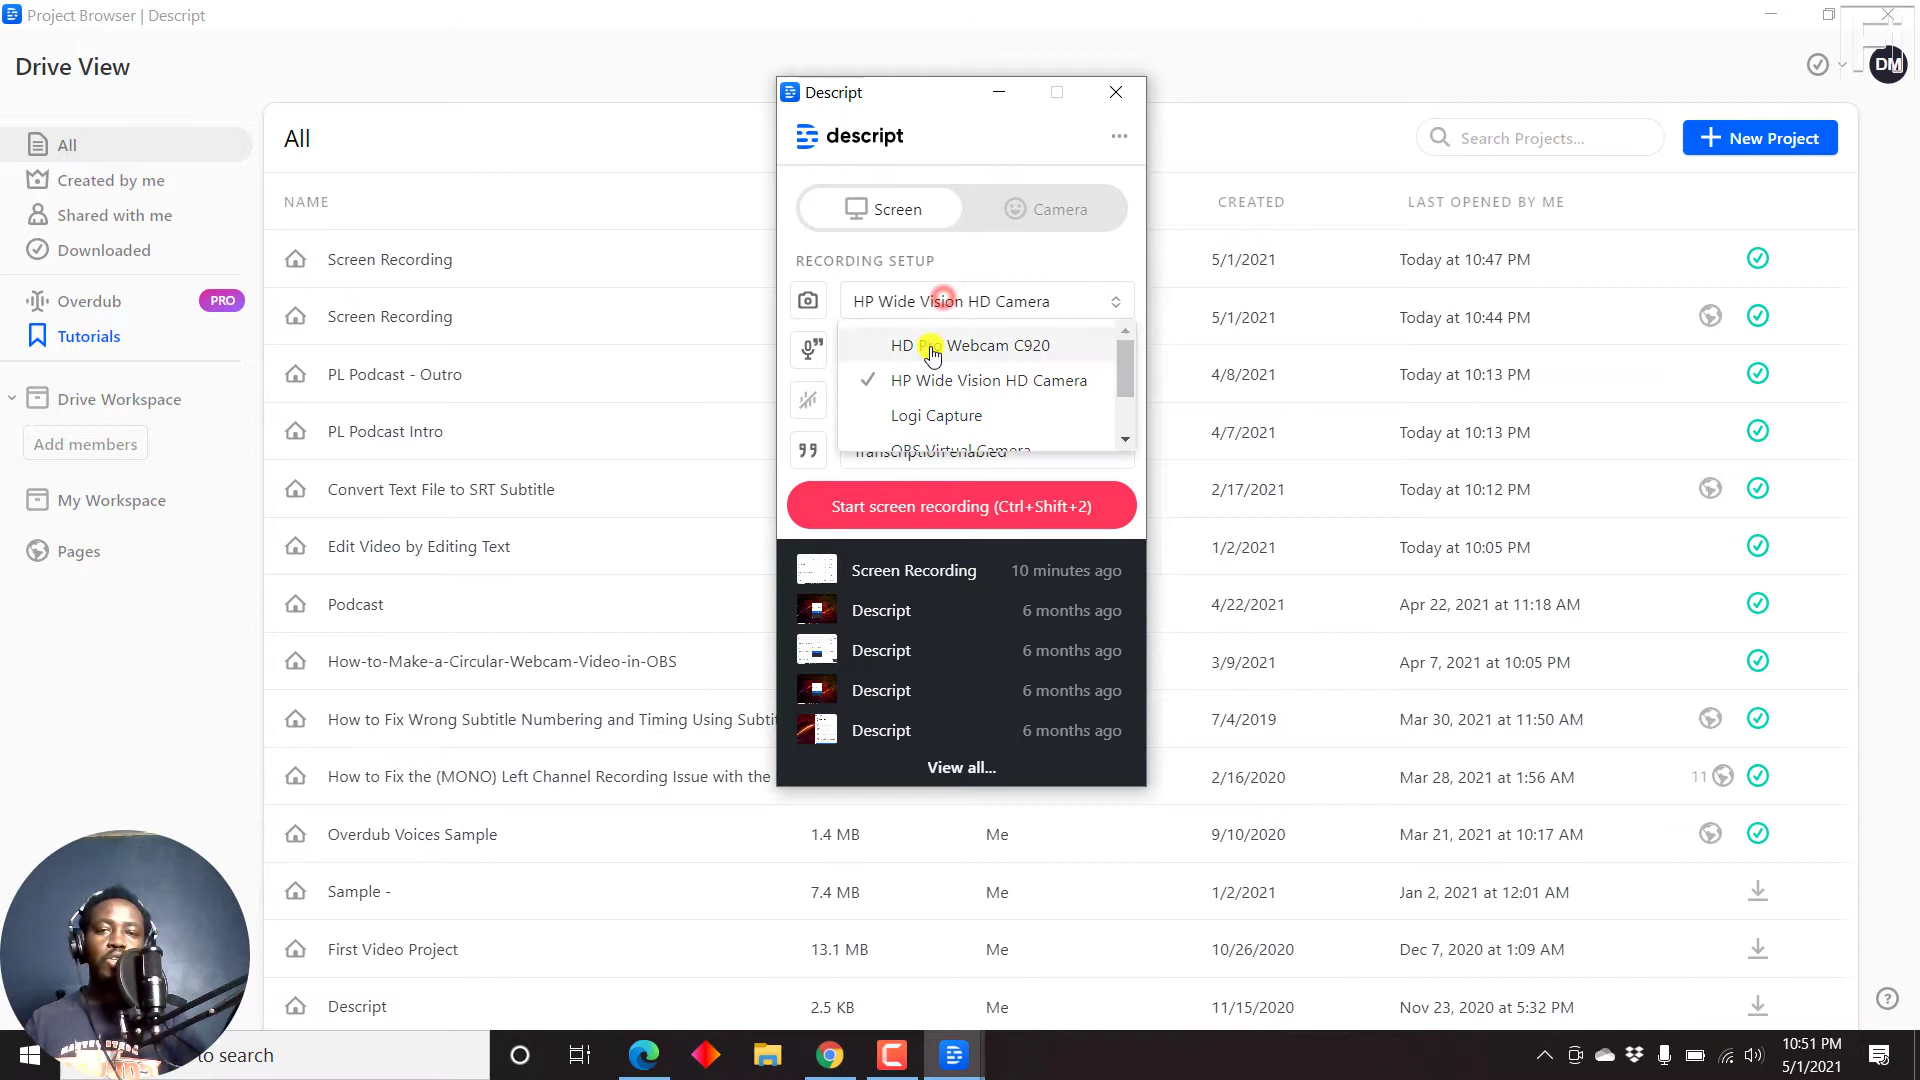 Project Browser | Descript
Drive View
DM
All
Created by me
Shared with me
Downloaded
Overdub PRO
Tutorials
Drive Workspace
Add members
My Workspace
Pages
All
Search Projects...
New Project
NAME CREATED LAST OPENED BY ME
Screen Recording 5/1/2021 Today at 10:47 PM
Screen Recording 5/1/2021 Today at 10:44 PM
PL Podcast - Outro 4/8/2021 Today at 10:13 PM
PL Podcast Intro 4/7/2021 Today at 10:13 PM
Convert Text File to SRT Subtitle 2/17/2021 Today at 10:12 PM
Edit Video by Editing Text 1/2/2021 Today at 10:05 PM
Podcast 4/22/2021 Apr 22, 2021 at 11:18 AM
How-to-Make-a-Circular-Webcam-Video-in-OBS 3/9/2021 Apr 7, 2021 at 10:05 PM
How to Fix Wrong Subtitle Numbering and Timing Using Subti 7/4/2019 Mar 30, 2021 at 11:50 AM
How to Fix the (MONO) Left Channel Recording Issue with the 2/16/2020 Mar 28, 2021 at 1:56 AM 11
Overdub Voices Sample 1.4 MB Me 9/10/2020 Mar 21, 2021 at 10:17 AM
Sample - 7.4 MB Me 1/2/2021 Jan 2, 2021 at 12:01 AM
First Video Project 13.1 MB Me 10/26/2020 Dec 7, 2020 at 1:09 AM
Descript 2.5 KB Me 11/15/2020 Nov 23, 2020 at 5:32 PM
Descript
descript
Screen Camera
RECORDING SETUP
HP Wide Vision HD Camera
HD Pro Webcam C920
HP Wide Vision HD Camera
Logi Capture
OBS Virtual Camera
Transcription enabled
Start screen recording (Ctrl+Shift+2)
Screen Recording 10 minutes ago
Descript 6 months ago
Descript 6 months ago
Descript 6 months ago
Descript 6 months ago
View all...
to search
10:51 PM
5/1/2021